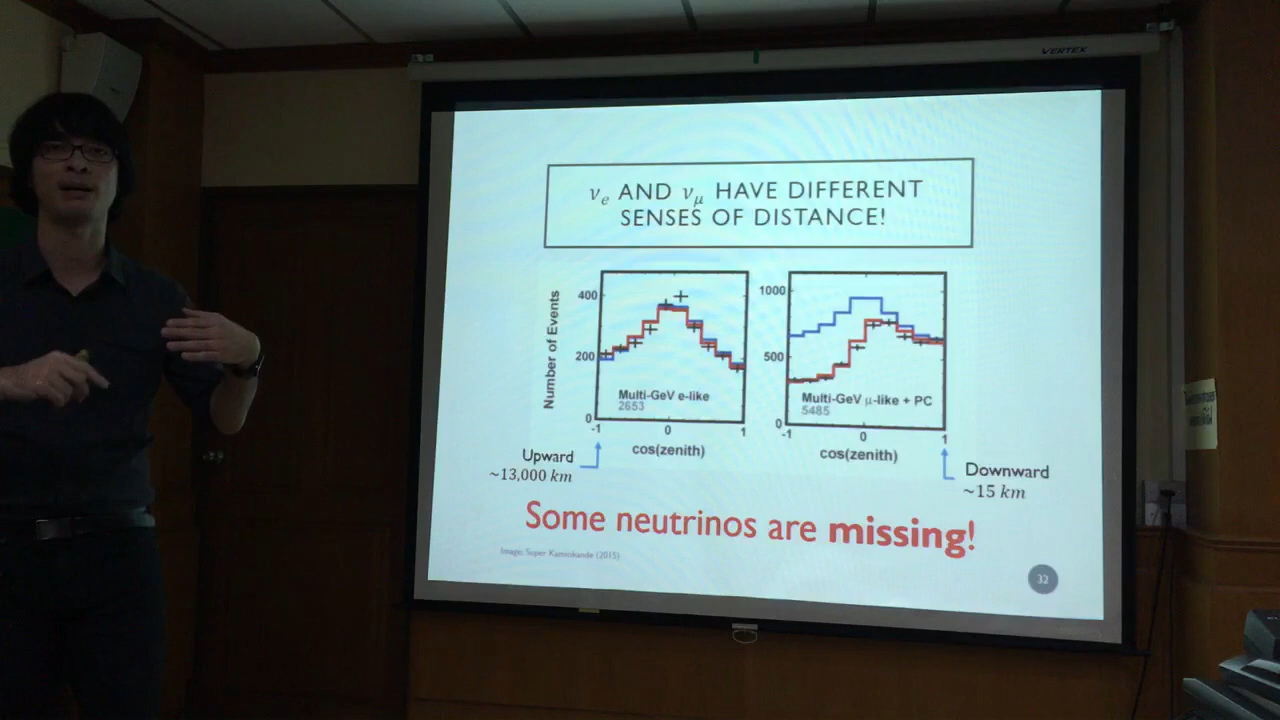 VERTEX
νₑ AND ν_μ HAVE DIFFERENT
SENSES OF DISTANCE!
Number of Events
400
200
0
-1
0
1
Multi-GeV e-like
2653
cos(zenith)
1000
500
0
-1
0
1
Multi-GeV μ-like + PC
5485
cos(zenith)
Upward
~13,000 km
Downward
~15 km
Some neutrinos are missing!
Image: Super Kamiokande (2015)
32